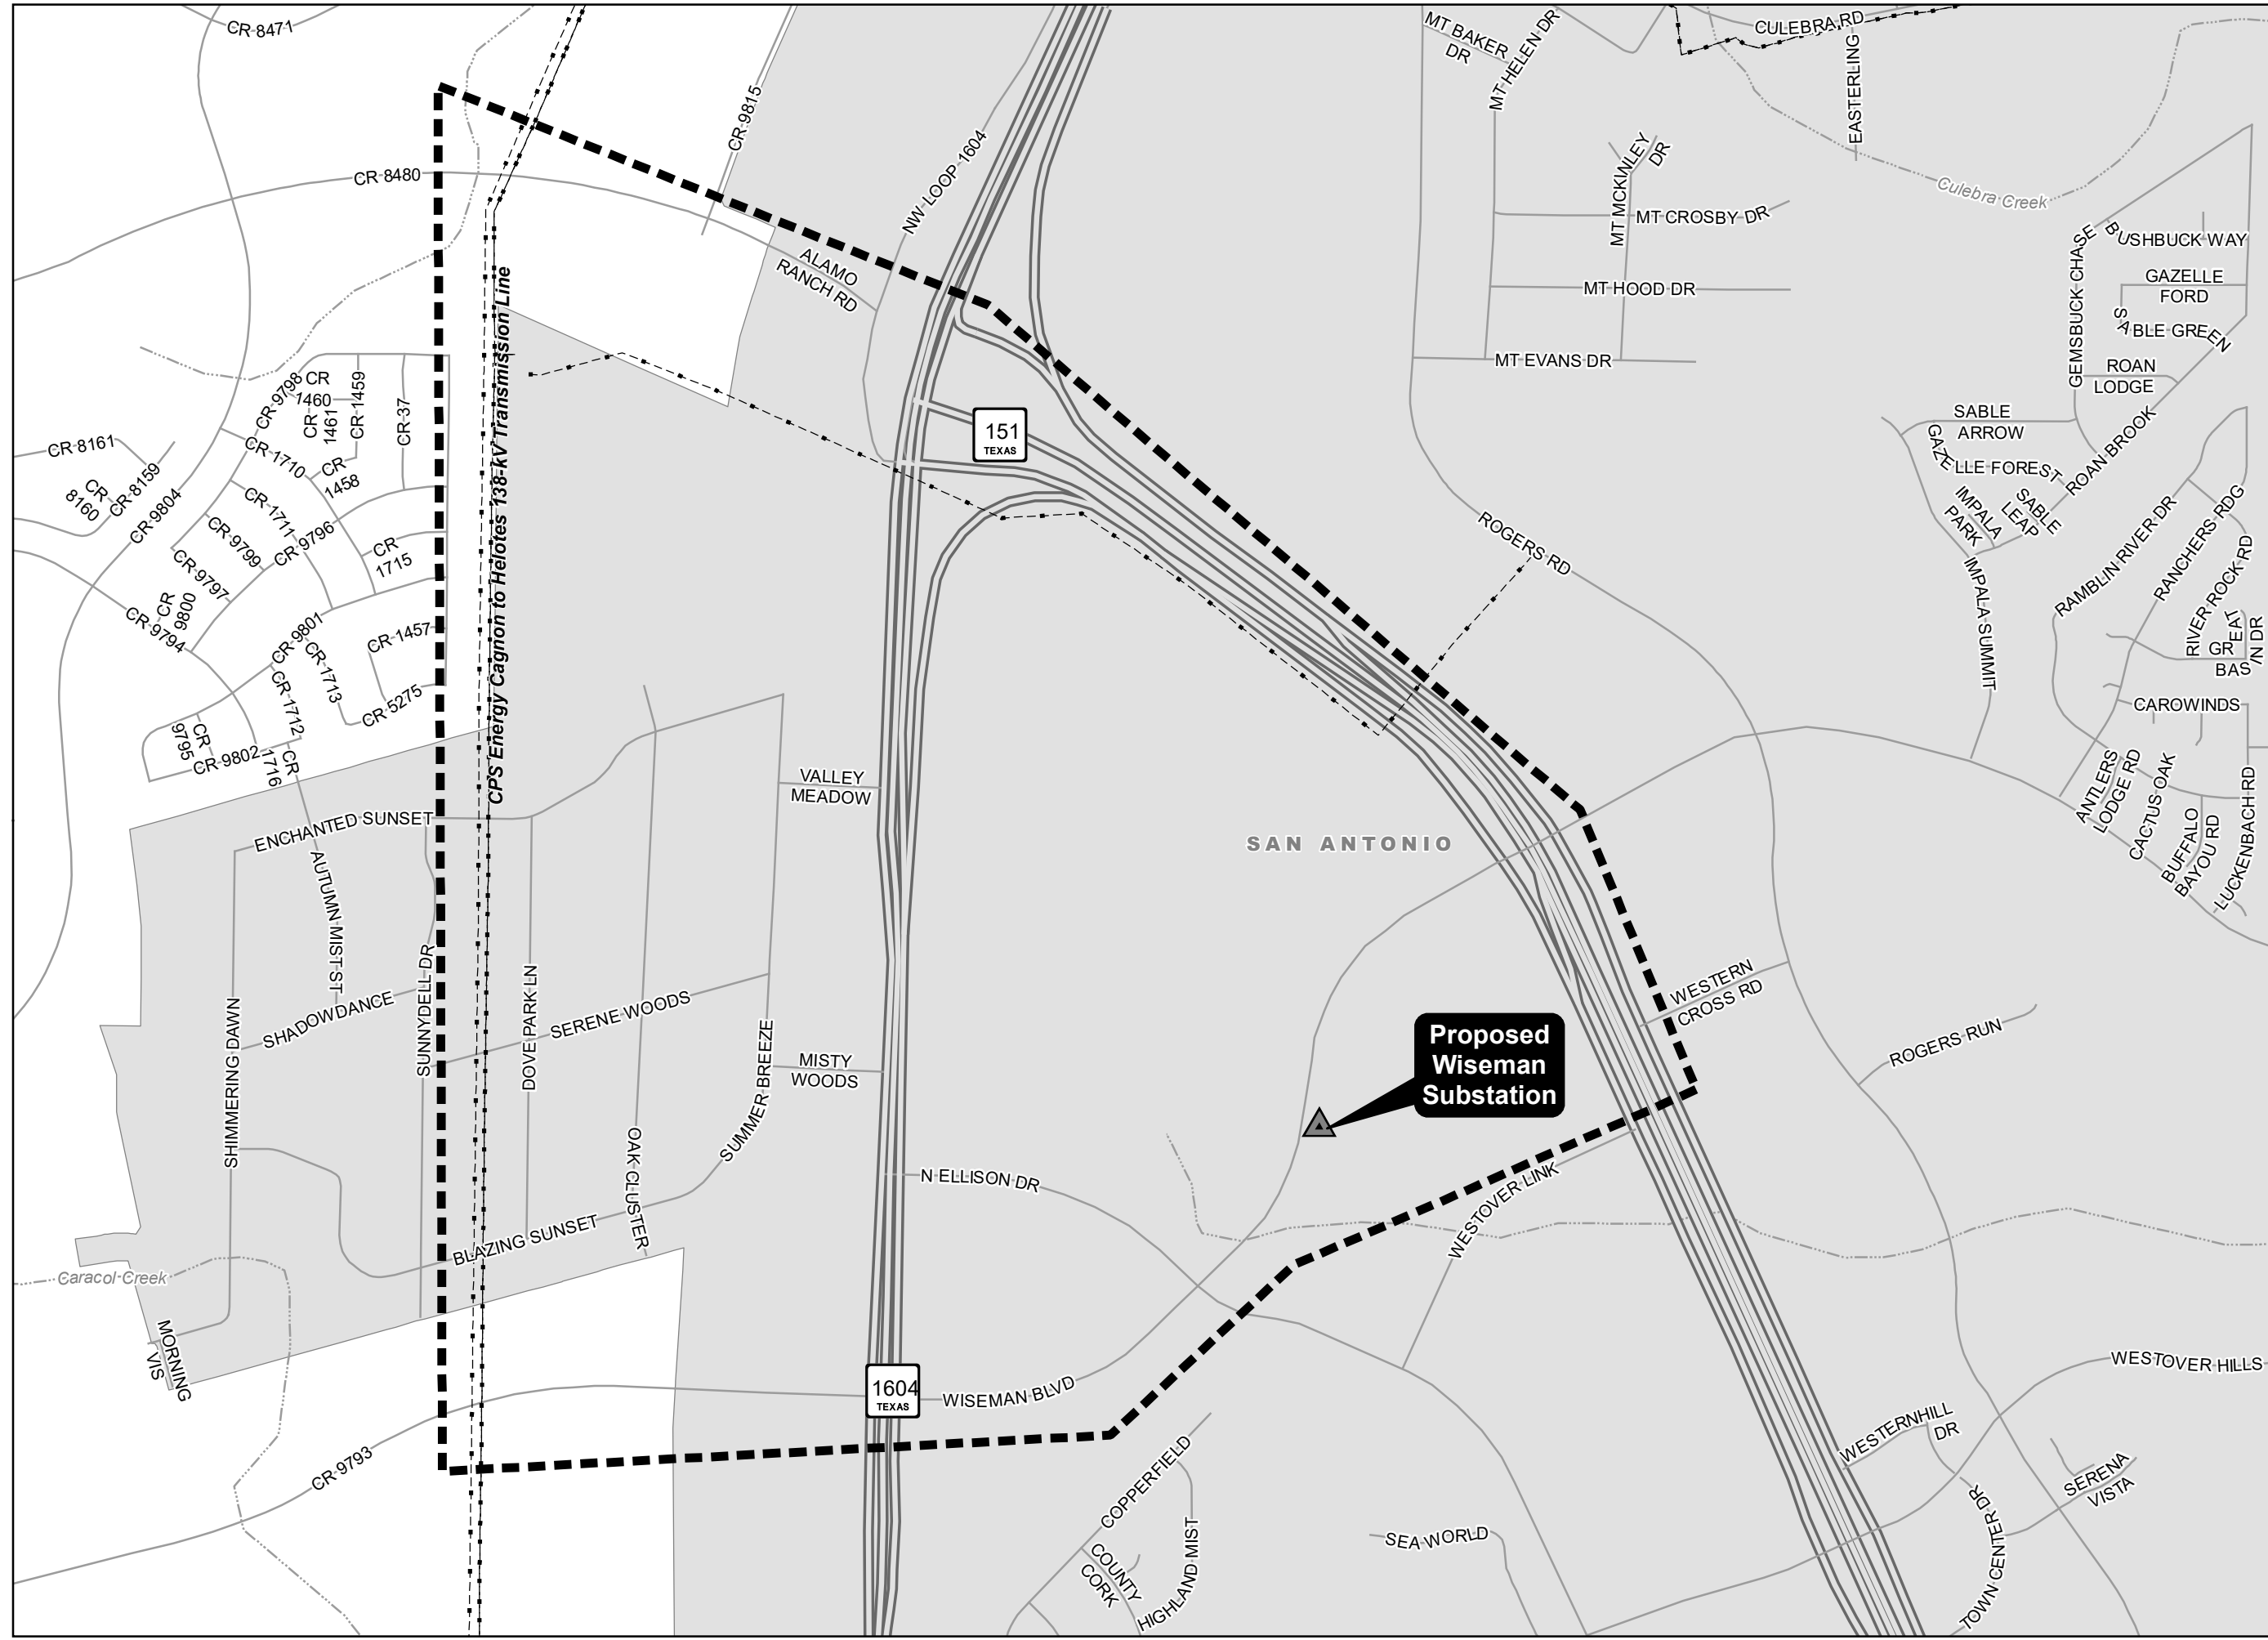 CR 8471
CULEBRA RD
MT BAKER
DR
MT HELEN DR
EASTERLING
CR 9815
NW LOOP 1604
MT MCKINLEY
DR
CR 8480
Culebra Creek
MT CROSBY DR
GEMSBUCK CHASE
BUSHBUCK WAY
ALAMO
RANCH RD
MT HOOD DR
GAZELLE
FORD
SABLE GREEN
CPS Energy Cagnon to Helotes 138-kV Transmission Line
MT EVANS DR
ROAN
LODGE
CR 9798
CR
1460
CR
1461
CR 1459
CR 37
151
TEXAS
SABLE
ARROW
ROAN BROOK
CR 8161
CR 1710
CR
1458
GAZELLE FOREST
CR
8160
CR 8159
CR 9804
CR 1711
IMPALA
PARK
SABLE
LEAP
RAMBLIN RIVER DR
RANCHERS RDG
CR 9799
CR 9796
CR
1715
ROGERS RD
RIVER ROCK RD
CR 9797
CR
9800
IMPALA SUMMIT
CR 9794
CR 9801
CR 1457
GREAT
BASIN DR
CR 1713
CR 1712
CR 5275
CAROWINDS
CR
9795
CR 9802
CR
1716
VALLEY
MEADOW
ANTLERS
LODGE RD
CACTUS OAK
BUFFALO
BAYOU RD
LUCKENBACH RD
ENCHANTED SUNSET
SAN ANTONIO
AUTUMN MIST ST
SUNNYDELL DR
DOVE PARK LN
SHADOW DANCE
SERENE WOODS
WESTERN
CROSS RD
SHIMMERING DAWN
SUMMER BREEZE
MISTY
WOODS
Proposed
Wiseman
Substation
ROGERS RUN
OAK CLUSTER
N ELLISON DR
WESTOVER LINK
BLAZING SUNSET
Caracol Creek
MORNING
VIS
1604
TEXAS
WISEMAN BLVD
WESTOVER HILLS
CR 9793
WESTERNHILL
DR
COPPERFIELD
SERENA
VISTA
HIGHLAND MIST
SEA WORLD
COUNTY
CORK
TOWN CENTER DR